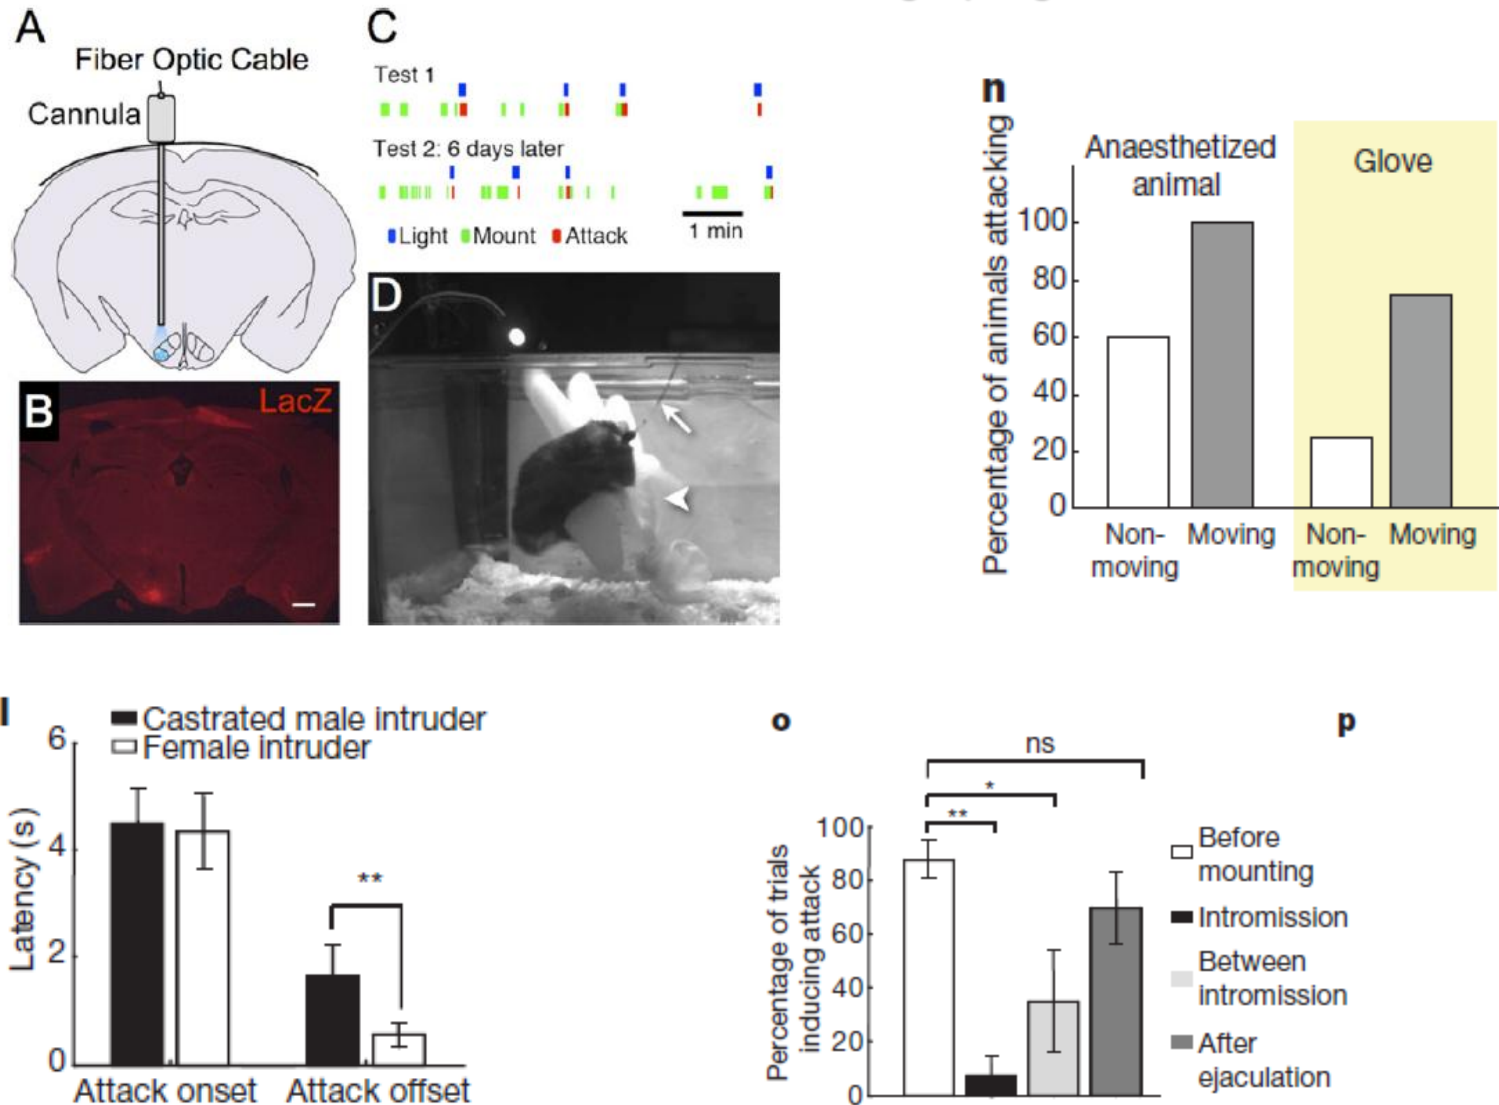 A
Fiber Optic Cable
Cannula
B
LacZ
C
Test 1
Test 2: 6 days later
Light Mount Attack
1 min
D
n
Percentage of animals attacking
Anaesthetized
animal
Glove
100
80
60
40
20
0
Non-
moving
Moving
Non-
moving
Moving
l
Castrated male intruder
Female intruder
Latency (s)
6
4
2
0
**
Attack onset
Attack offset
o
ns
*
**
Percentage of trials
inducing attack
100
80
60
40
20
0
Before
mounting
Intromission
Between
intromission
After
ejaculation
p